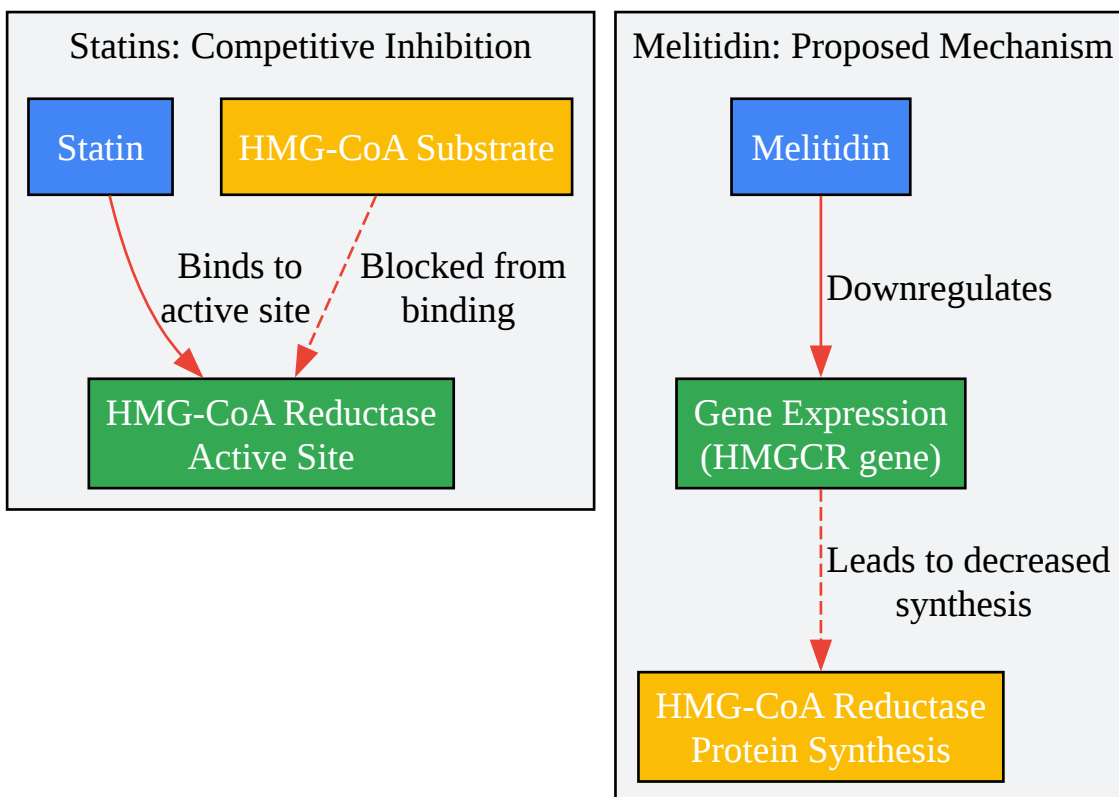 Statins: Competitive Inhibition
Statin
HMG-CoA Substrate
Binds to
active site
Blocked from
binding
HMG-CoA Reductase
Active Site
Melitidin: Proposed Mechanism
Melitidin
Downregulates
Gene Expression
(HMGCR gene)
Leads to decreased
synthesis
HMG-CoA Reductase
Protein Synthesis